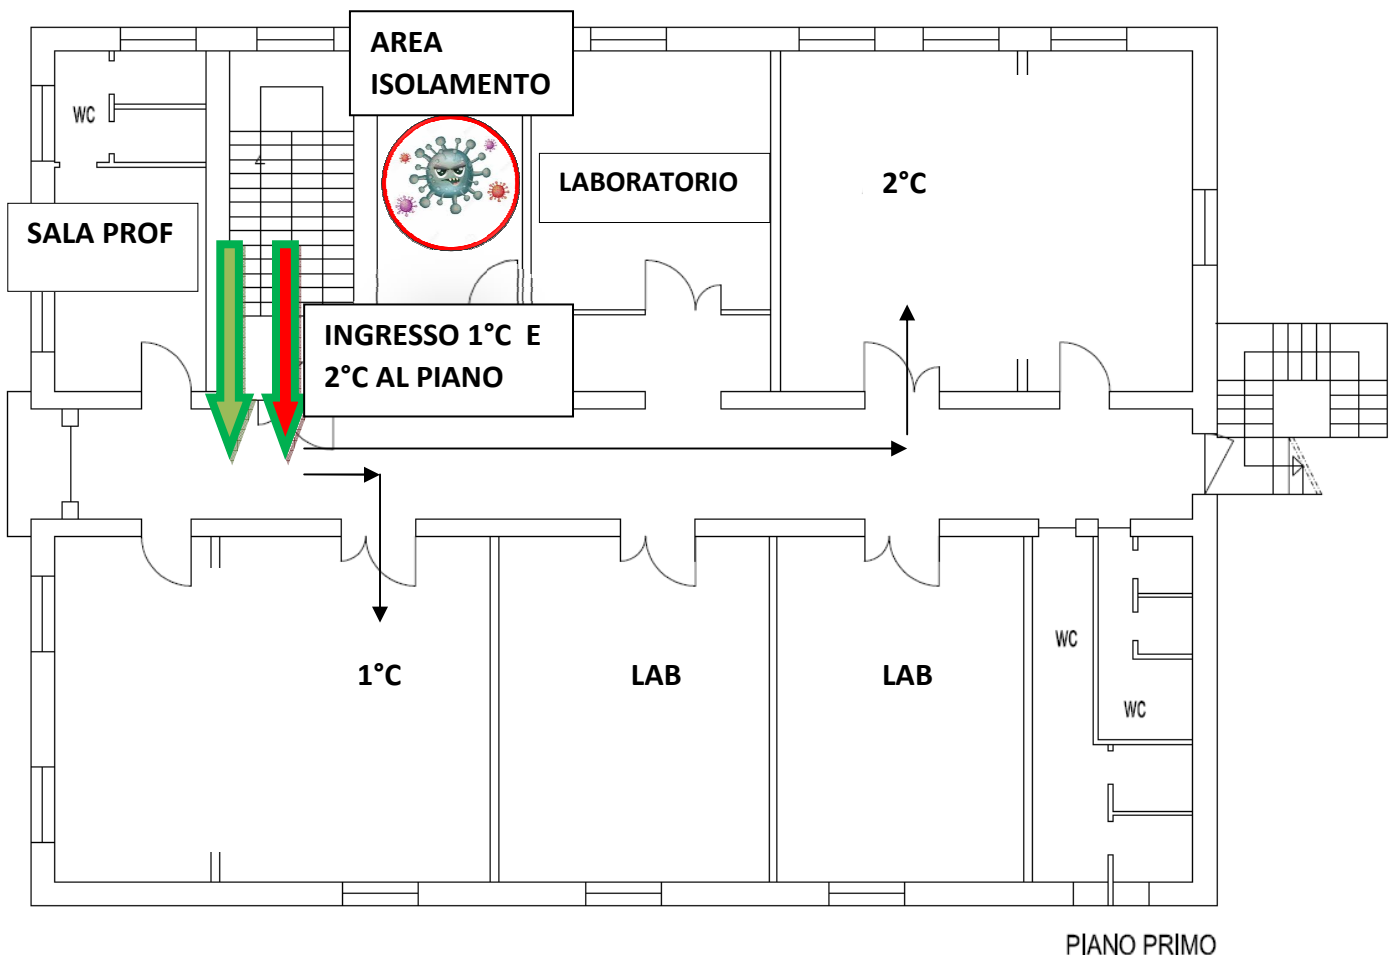 AREA
ISOLAMENTO
WC
LABORATORIO
2°C
SALA PROF
INGRESSO 1°C E
2°C AL PIANO
1°C
LAB
LAB
WC
WC
PIANO PRIMO